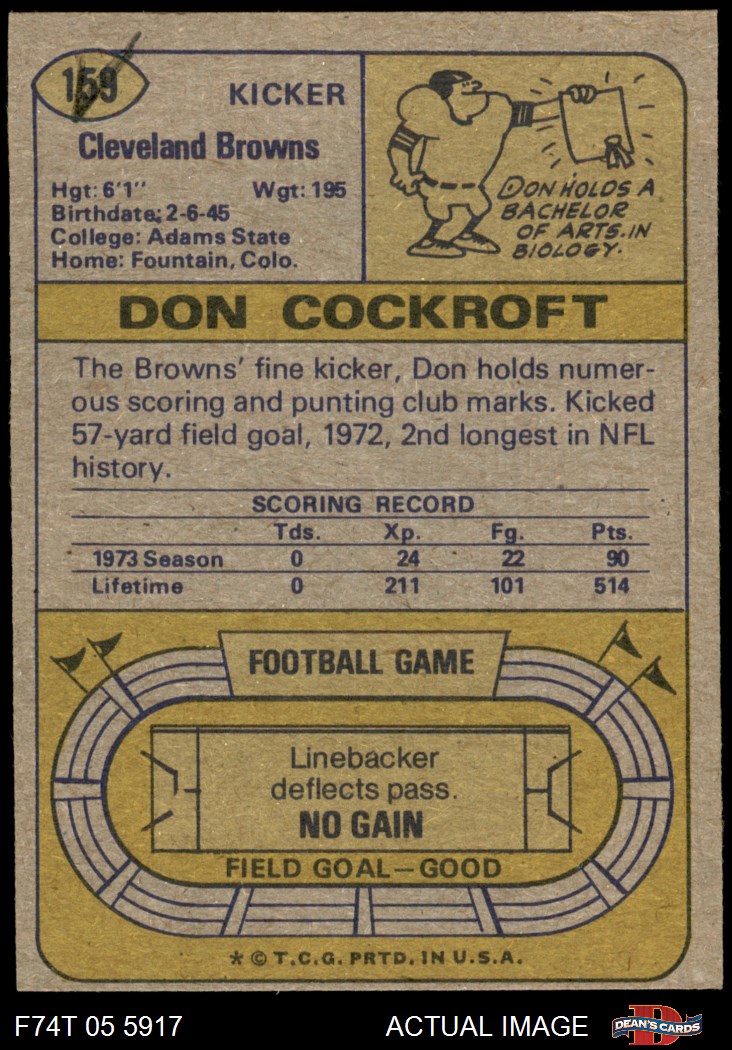 159
KICKER
Cleveland Browns
Hgt: 6'1" Wgt: 195
Birthdate: 2-6-45
College: Adams State
Home: Fountain, Colo.
DON HOLDS A
BACHELOR
OF ARTS IN
BIOLOGY.
DON COCKROFT
The Browns' fine kicker, Don holds numer-
ous scoring and punting club marks. Kicked
57-yard field goal, 1972, 2nd longest in NFL
history.
SCORING RECORD
Tds. Xp. Fg. Pts.
1973 Season 0 24 22 90
Lifetime 0 211 101 514
FOOTBALL GAME
Linebacker
deflects pass.
NO GAIN
FIELD GOAL—GOOD
* © T.C.G. PRTD. IN U.S.A.
F74T 05 5917 ACTUAL IMAGE
D
DEAN'S CARDS